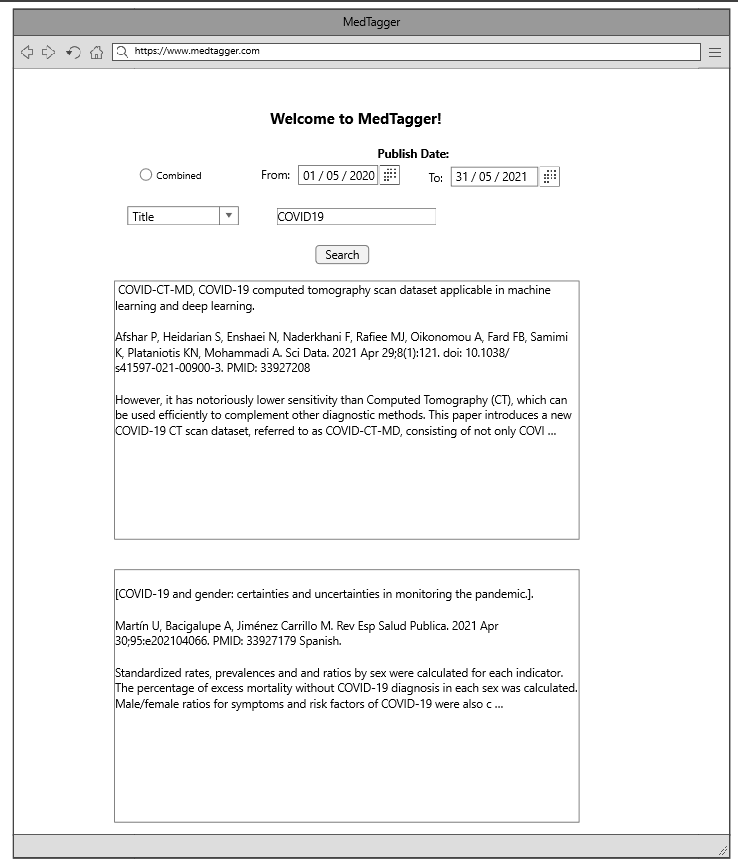 MedTagger
https://www.medtagger.com
Welcome to MedTagger!
Publish Date:
Combined From: 01 / 05 / 2020 To: 31 / 05 / 2021
Title COVID19
Search
COVID-CT-MD, COVID-19 computed tomography scan dataset applicable in machine
learning and deep learning.
Afshar P, Heidarian S, Enshaei N, Naderkhani F, Rafiee MJ, Oikonomou A, Fard FB, Samimi
K, Plataniotis KN, Mohammadi A. Sci Data. 2021 Apr 29;8(1):121. doi: 10.1038/
s41597-021-00900-3. PMID: 33927208
However, it has notoriously lower sensitivity than Computed Tomography (CT), which can
be used efficiently to complement other diagnostic methods. This paper introduces a new
COVID-19 CT scan dataset, referred to as COVID-CT-MD, consisting of not only COVI ...
[COVID-19 and gender: certainties and uncertainties in monitoring the pandemic.].
Martín U, Bacigalupe A, Jiménez Carrillo M. Rev Esp Salud Publica. 2021 Apr
30;95:e202104066. PMID: 33927179 Spanish.
Standardized rates, prevalences and and ratios by sex were calculated for each indicator.
The percentage of excess mortality without COVID-19 diagnosis in each sex was calculated.
Male/female ratios for symptoms and risk factors of COVID-19 were also c ...